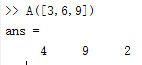 >> A([3,6,9])
ans =
4 9 2